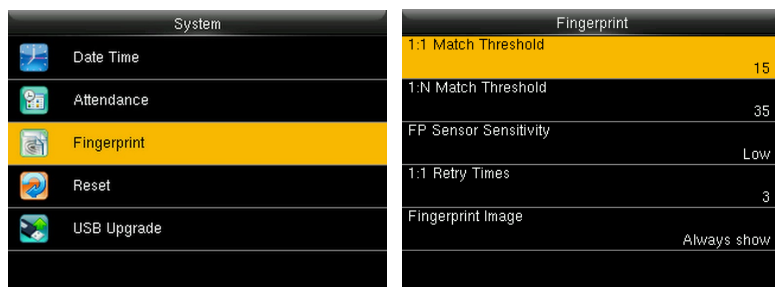 System
Date Time
Attendance
Fingerprint
Reset
USB Upgrade
Fingerprint
1:1 Match Threshold
15
1:N Match Threshold
35
FP Sensor Sensitivity
Low
1:1 Retry Times
3
Fingerprint Image
Always show